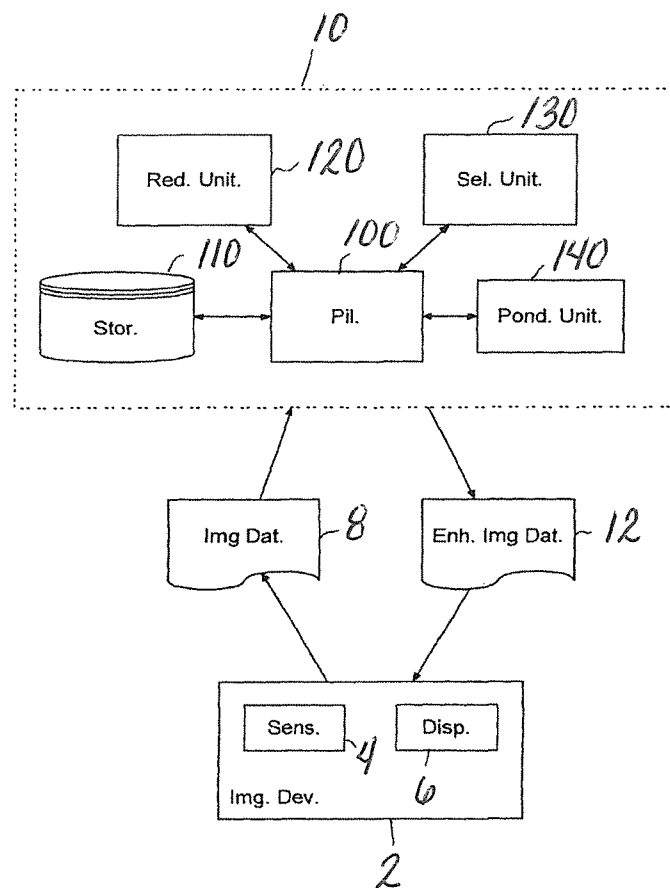 10
130
Red. Unit.
120
Sel. Unit.
110
100
140
Stor.
Pil.
Pond. Unit.
Img Dat.
8
Enh. Img Dat.
12
Sens.
4
Disp.
6
Img. Dev.
2